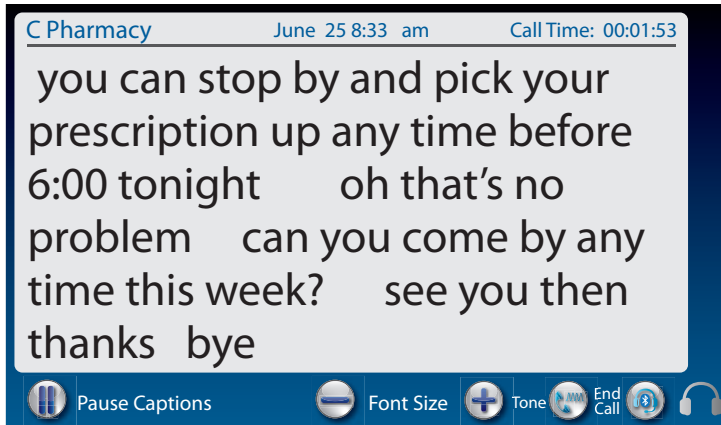 C Pharmacy June 25 8:33 am Call Time: 00:01:53
you can stop by and pick your
prescription up any time before
6:00 tonight oh that's no
problem can you come by any
time this week? see you then
thanks bye
Pause Captions Font Size Tone End
Call